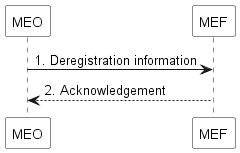 MEO MEF
1. Deregistration information
2. Acknowledgement
MEO MEF